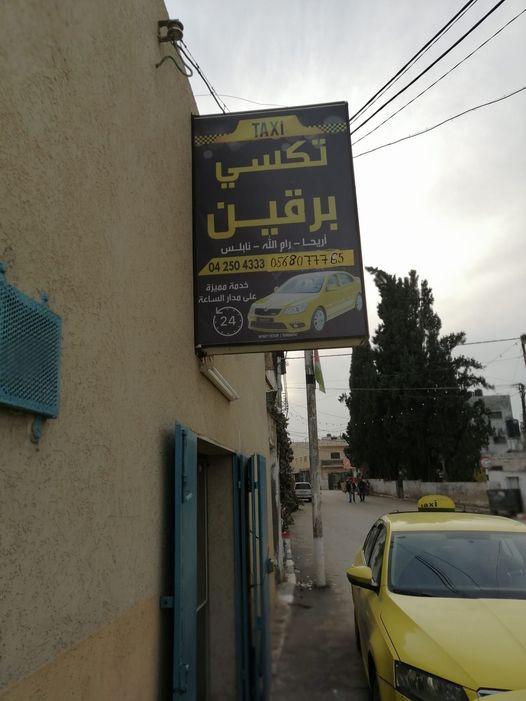 TAXI
تكسي
برقين
أريحا - رام الله - نابلس
04 250 4333 0568077765
خدمة مميزة
على مدار الساعة
24
taxi